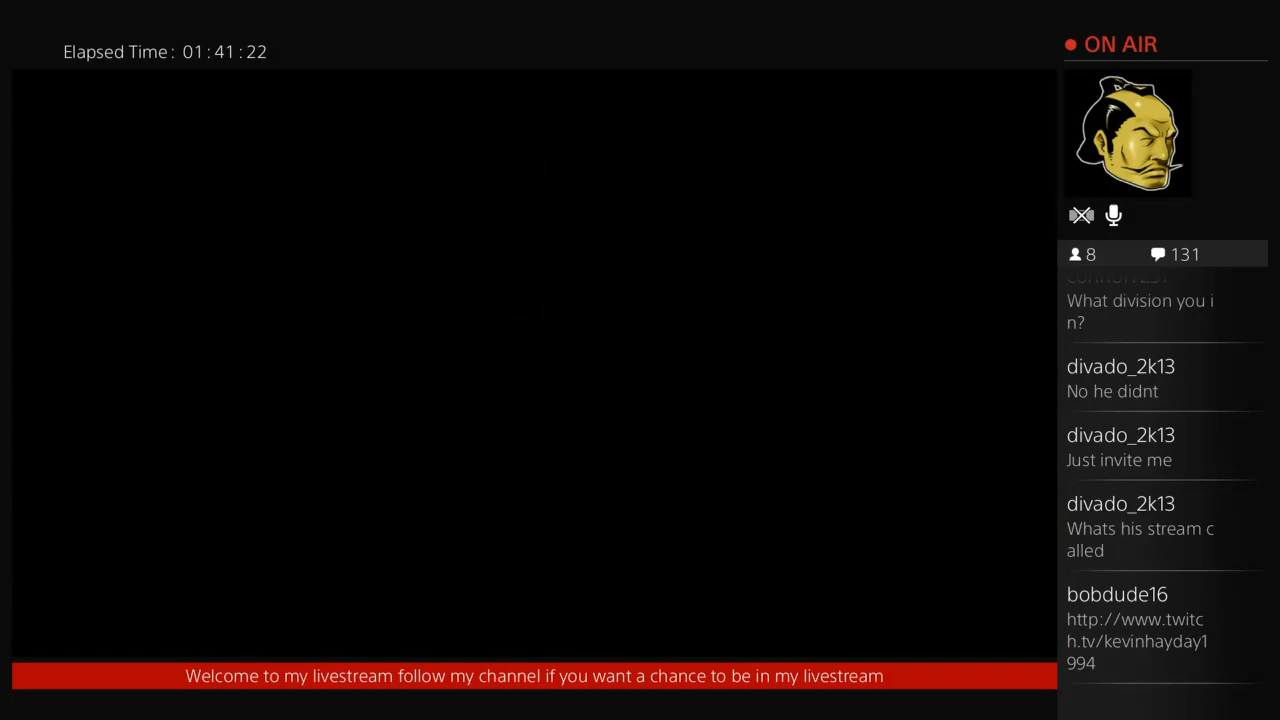 Elapsed Time: 01:41:22
ON AIR
8 131
What division you i
n?
divado_2k13
No he didnt
divado_2k13
Just invite me
divado_2k13
Whats his stream c
alled
bobdude16
http://www.twitc
h.tv/kevinhayday1
994
Welcome to my livestream follow my channel if you want a chance to be in my livestream